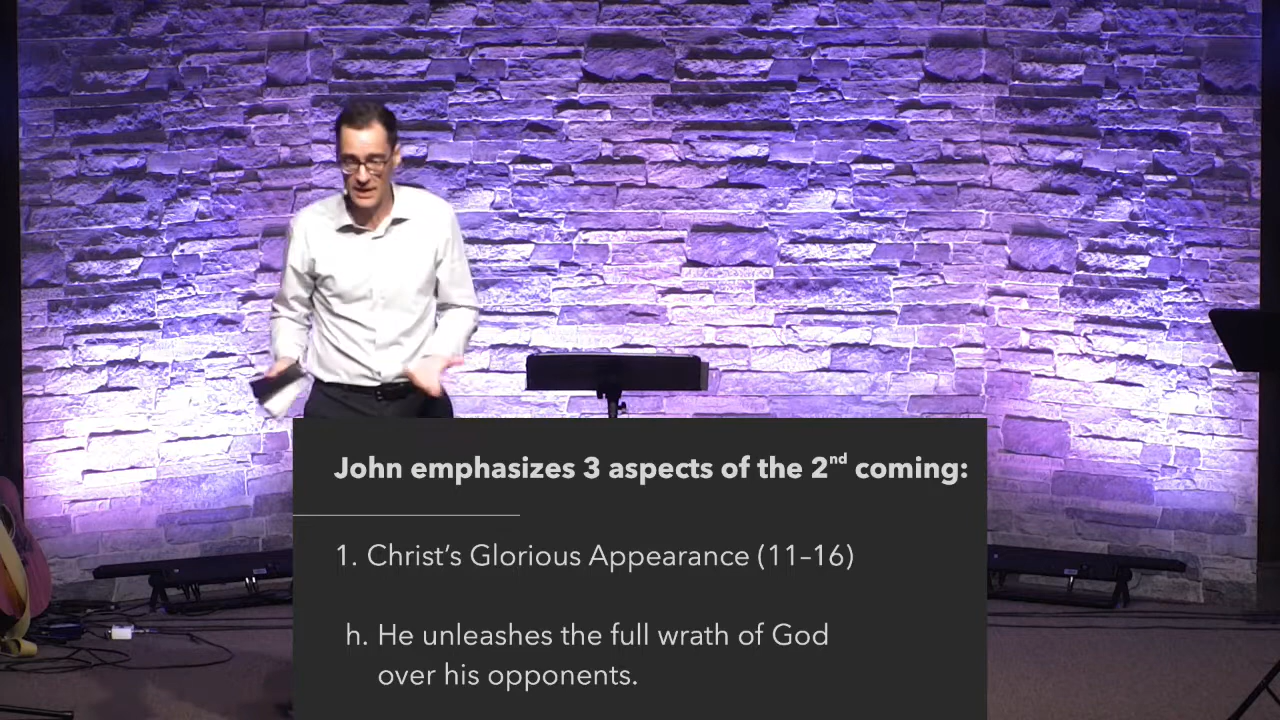 John emphasizes 3 aspects of the 2nd coming:
1. Christ's Glorious Appearance (11–16)
h. He unleashes the full wrath of God
over his opponents.